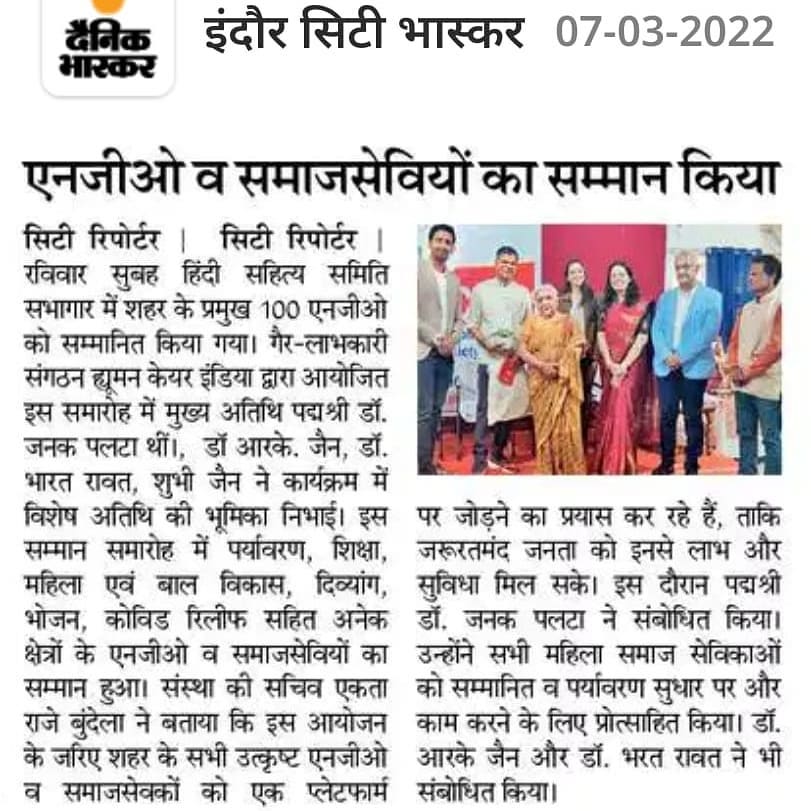 दैनिक
भास्कर
इंदौर सिटी भास्कर 07-03-2022
एनजीओ व समाजसेवियों का सम्मान किया
सिटी रिपोर्टर | सिटी रिपोर्टर |
रविवार सुबह हिंदी सहित्य समिति
सभागार में शहर के प्रमुख 100 एनजीओ
को सम्मानित किया गया। गैर-लाभकारी
संगठन ह्यूमन केयर इंडिया द्वारा आयोजित
इस समारोह में मुख्य अतिथि पद्मश्री डॉ.
जनक पलटा थीं।, डॉ आरके. जैन, डॉ.
भारत रावत, शुभी जैन ने कार्यक्रम में
विशेष अतिथि की भूमिका निभाई। इस
सम्मान समारोह में पर्यावरण, शिक्षा,
महिला एवं बाल विकास, दिव्यांग,
भोजन, कोविड रिलीफ सहित अनेक
क्षेत्रों के एनजीओ व समाजसेवियों का
सम्मान हुआ। संस्था की सचिव एकता
राजे बुंदेला ने बताया कि इस आयोजन
के जरिए शहर के सभी उत्कृष्ट एनजीओ
व समाजसेवकों को एक प्लेटफार्म
पर जोड़ने का प्रयास कर रहे हैं, ताकि
जरूरतमंद जनता को इनसे लाभ और
सुविधा मिल सके। इस दौरान पद्मश्री
डॉ. जनक पलटा ने संबोधित किया।
उन्होंने सभी महिला समाज सेविकाओं
को सम्मानित व पर्यावरण सुधार पर और
काम करने के लिए प्रोत्साहित किया। डॉ.
आरके जैन और डॉ. भरत रावत ने भी
संबोधित किया।